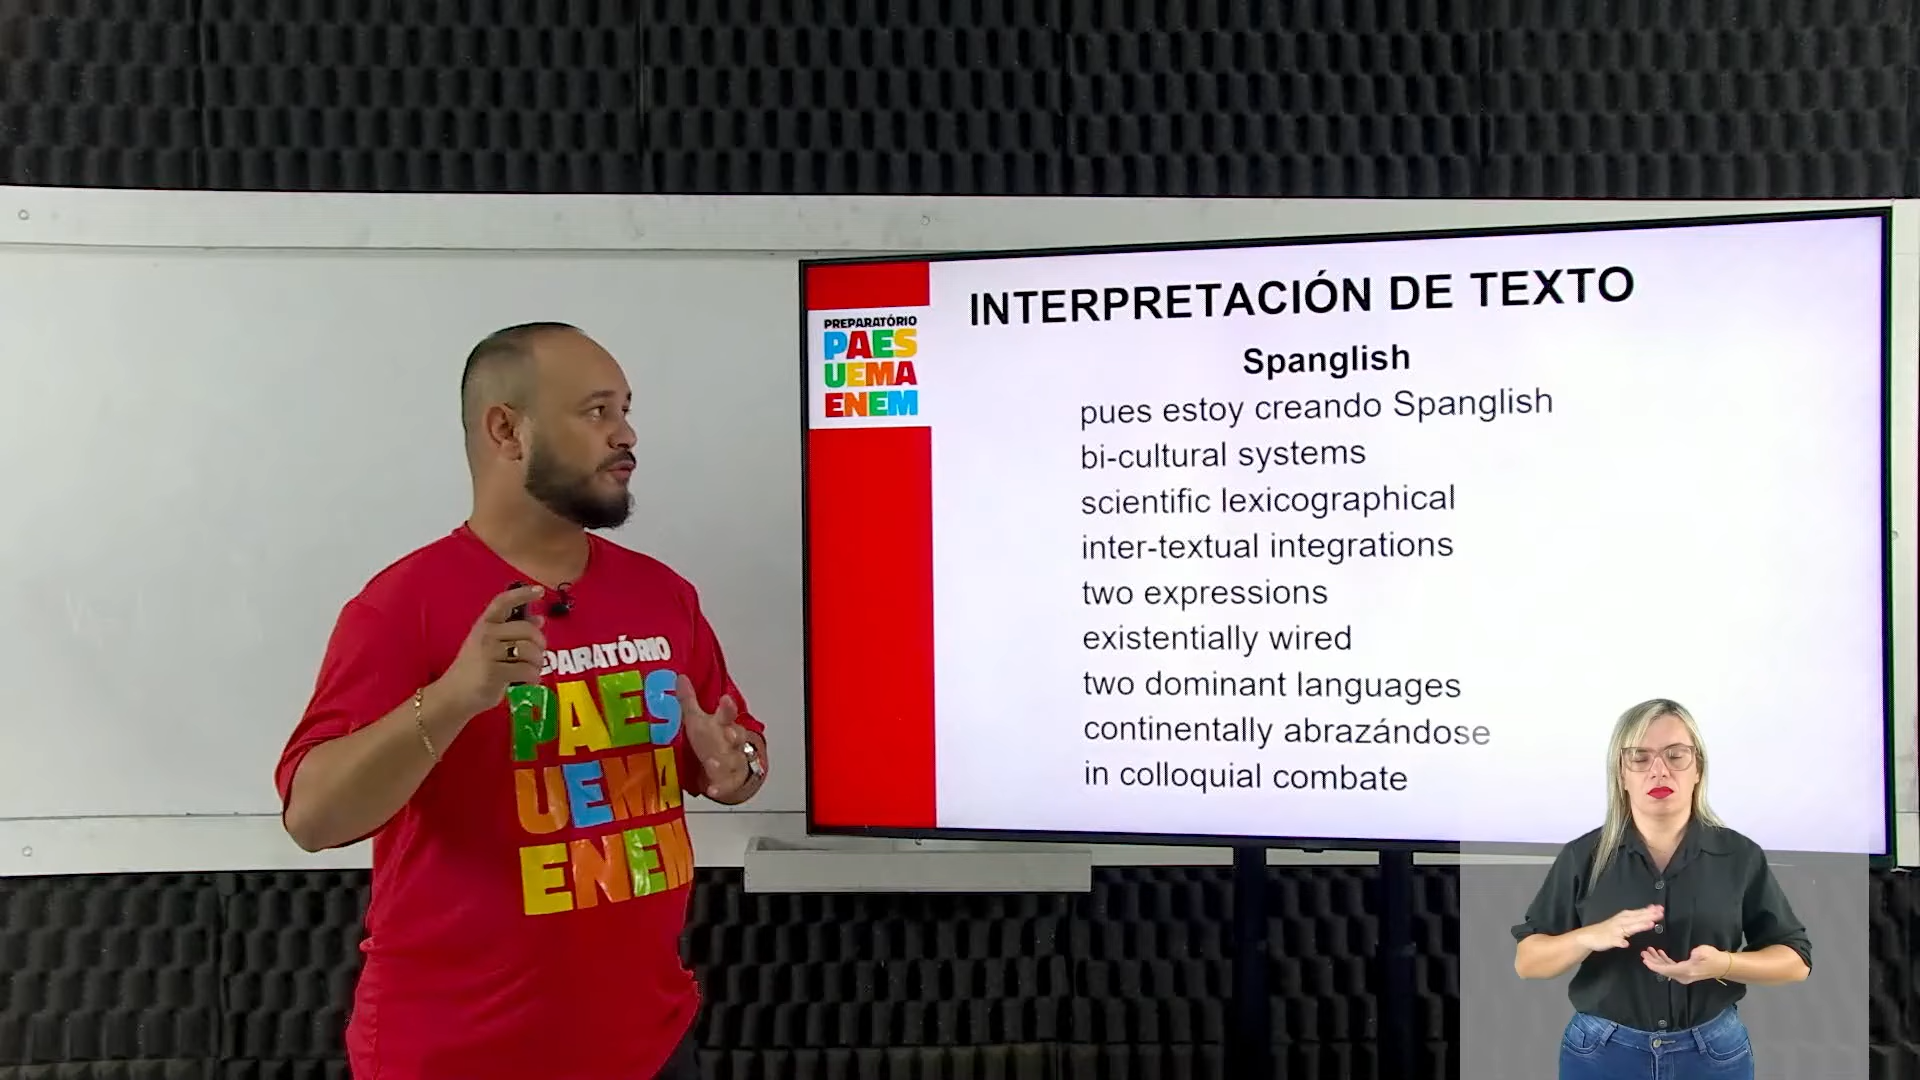 INTERPRETACIÓN DE TEXTO
PREPARATÓRIO
PAES
UEMA
ENEM
Spanglish
pues estoy creando Spanglish
bi-cultural systems
scientific lexicographical
inter-textual integrations
two expressions
existentially wired
two dominant languages
continentally abrazándose
in colloquial combate
PARATÓRIO
PAES
UEMA
ENEM